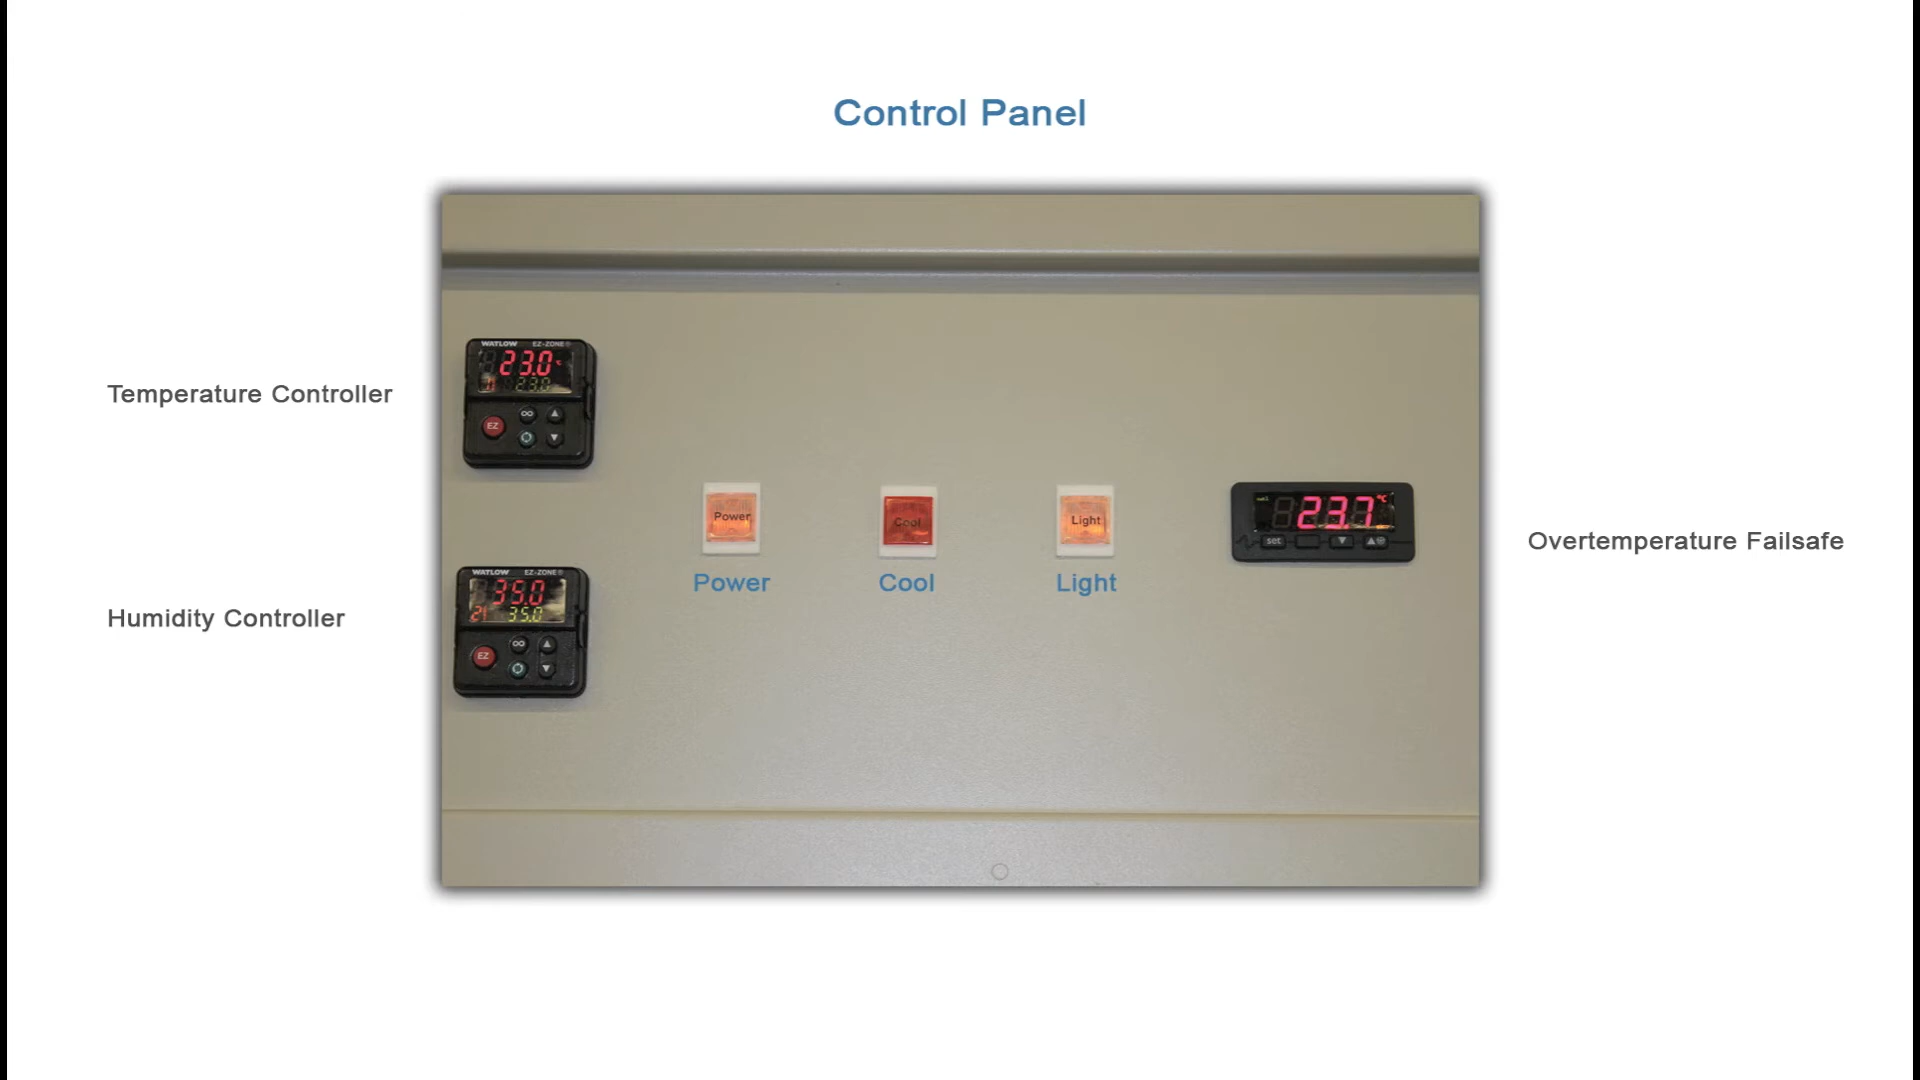 Control Panel
Temperature Controller
WATLOW EZ-ZONE®
23.0 °C
23.0
EZ
Humidity Controller
WATLOW EZ-ZONE®
35.0
21 35.0
EZ
Power
Power
Cool
Cool
Light
Light
23.7 °C
set
Overtemperature Failsafe